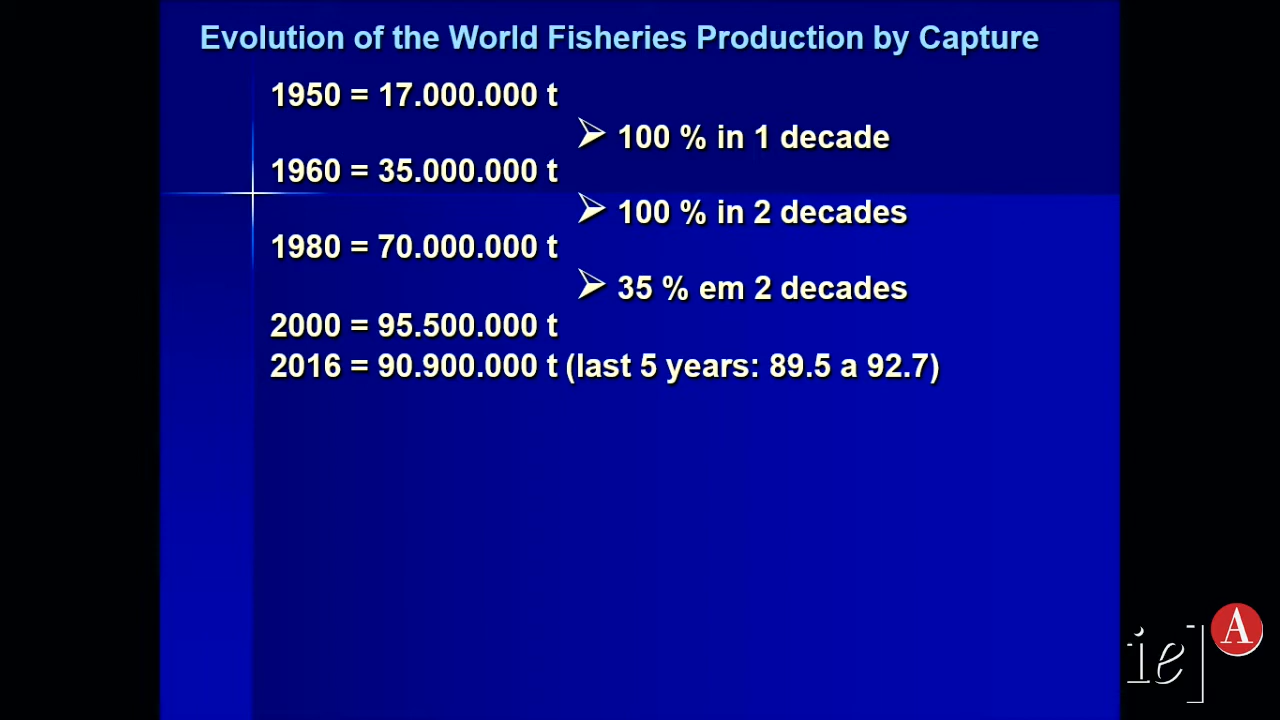 Evolution of the World Fisheries Production by Capture
1950 = 17.000.000 t
100 % in 1 decade
1960 = 35.000.000 t
100 % in 2 decades
1980 = 70.000.000 t
35 % em 2 decades
2000 = 95.500.000 t
2016 = 90.900.000 t (last 5 years: 89.5 a 92.7)
ie] A